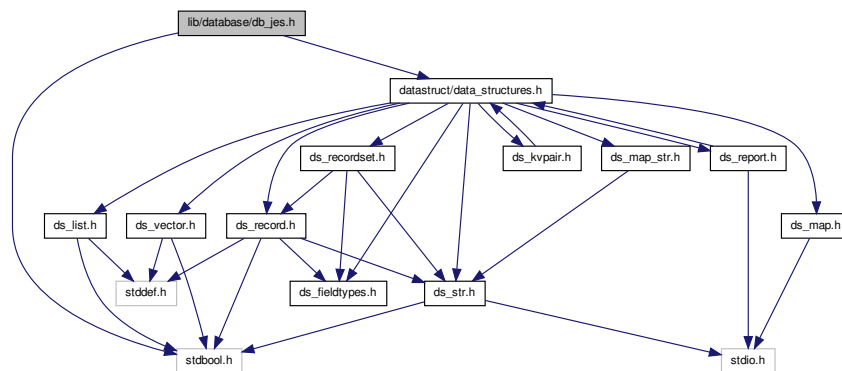 lib/database/db_jes.h
datastruct/data_structures.h
ds_recordset.h
ds_kvpair.h
ds_map_str.h
ds_report.h
ds_list.h
ds_vector.h
ds_record.h
ds_map.h
stddef.h
ds_fieldtypes.h
ds_str.h
stdbool.h
stdio.h